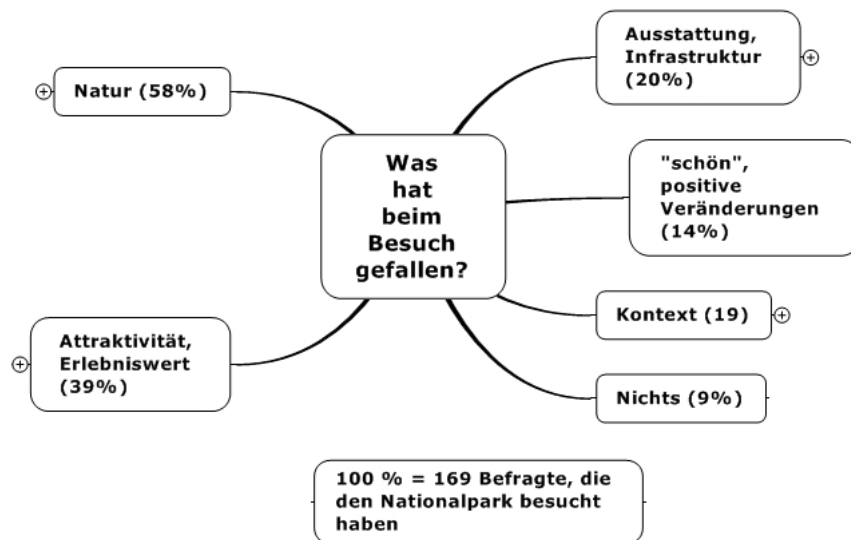 Was
hat
beim
Besuch
gefallen?
Natur (58%)
Attraktivität,
Erlebniswert
(39%)
Ausstattung,
Infrastruktur
(20%)
"schön",
positive
Veränderungen
(14%)
Kontext (19)
Nichts (9%)
100 % = 169 Befragte, die
den Nationalpark besucht
haben